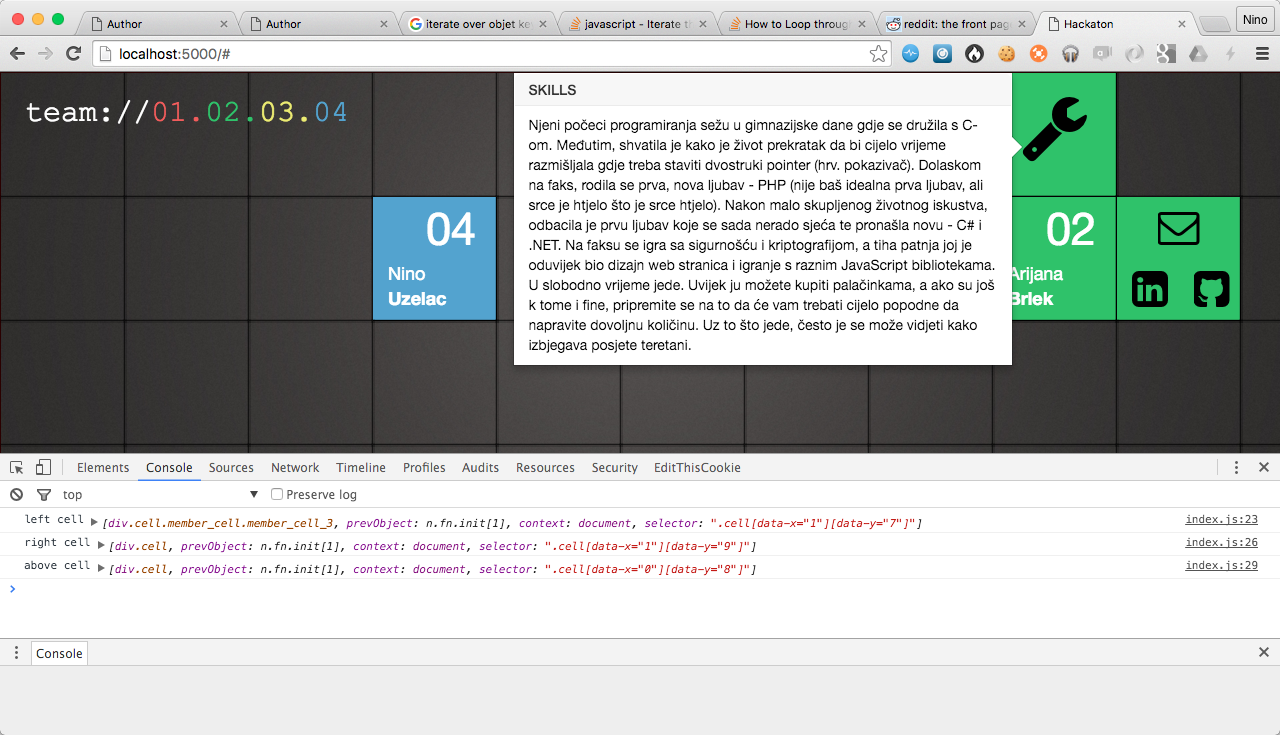 Author
Author
iterate over objet key
javascript - Iterate th
How to Loop through
reddit: the front page
Hackaton
Nino
localhost:5000/#
team://01.02.03.04
SKILLS
Njeni počeci programiranja sežu u gimnazijske dane gdje se družila s C-
om. Međutim, shvatila je kako je život prekratak da bi cijelo vrijeme
razmišljala gdje treba staviti dvostruki pointer (hrv. pokazivač). Dolaskom
na faks, rodila se prva, nova ljubav - PHP (nije baš idealna prva ljubav, ali
srce je htjelo što je srce htjelo). Nakon malo skupljenog životnog iskustva,
odbacila je prvu ljubav koje se sada nerado sjeća te pronašla novu - C# i
.NET. Na faksu se igra sa sigurnošću i kriptografijom, a tiha patnja joj je
oduvijek bio dizajn web stranica i igranje s raznim JavaScript bibliotekama.
U slobodno vrijeme jede. Uvijek ju možete kupiti palačinkama, a ako su još
k tome i fine, pripremite se na to da će vam trebati cijelo popodne da
napravite dovoljnu količinu. Uz to što jede, često je se može vidjeti kako
izbjegava posjete teretani.
04
Nino
Uzelac
02
Arijana
Brlek
in
Elements Console Sources Network Timeline Profiles Audits Resources Security EditThisCookie
top Preserve log
left cell [div.cell.member_cell.member_cell_3, prevObject: n.fn.init[1], context: document, selector: ".cell[data-x="1"][data-y="7"]"] index.js:23
right cell [div.cell, prevObject: n.fn.init[1], context: document, selector: ".cell[data-x="1"][data-y="9"]"] index.js:26
above cell [div.cell, prevObject: n.fn.init[1], context: document, selector: ".cell[data-x="0"][data-y="8"]"] index.js:29
Console